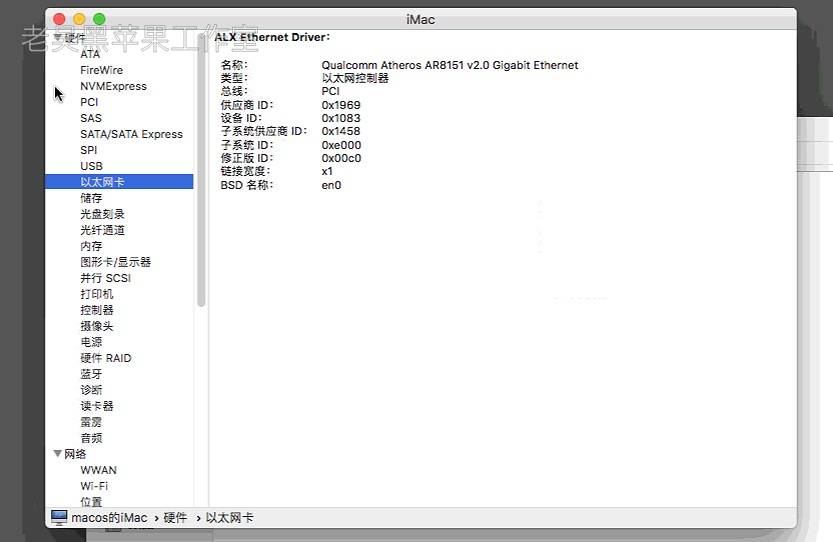 iMac
老吴黑苹果工作室
硬件
ATA
FireWire
NVMExpress
PCI
SAS
SATA/SATA Express
SPI
USB
以太网卡
储存
光盘刻录
光纤通道
内存
图形卡/显示器
并行 SCSI
打印机
控制器
摄像头
电源
硬件 RAID
蓝牙
诊断
读卡器
雷雳
音频
网络
WWAN
Wi-Fi
位置
ALX Ethernet Driver：
名称： Qualcomm Atheros AR8151 v2.0 Gigabit Ethernet
类型： 以太网控制器
总线： PCI
供应商 ID： 0x1969
设备 ID： 0x1083
子系统供应商 ID： 0x1458
子系统 ID： 0xe000
修正版 ID： 0x00c0
链接宽度： x1
BSD 名称： en0
macos的iMac › 硬件 › 以太网卡